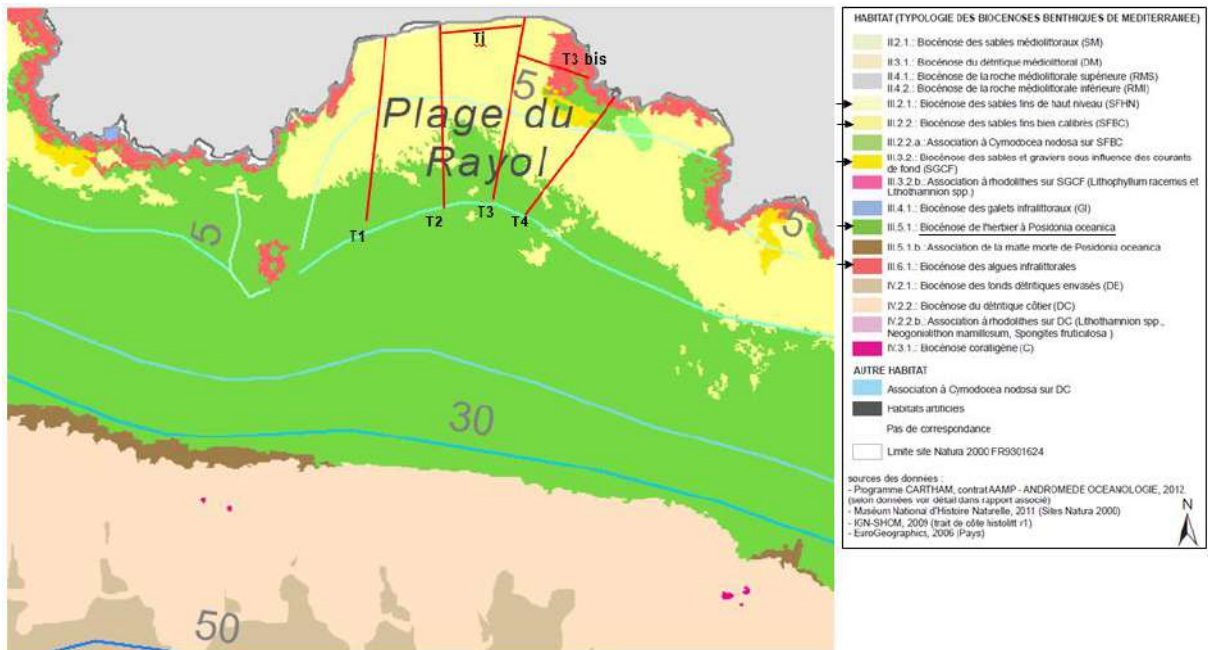 Tj
T3 bis
5
Plage du
Rayol
5
5
T1
T2
T3
T4
30
50
HABITAT (TYPOLOGIE DES BIOCENOSES BENTHIQUES DE MEDITERRANEE)
II.2.1.: Biocénose des sables médiolittoraux (SM)
II.3.1.: Biocénose du détritique médiolittoral (DM)
II.4.1.: Biocénose de la roche médiolittorale supérieure (RMS)
II.4.2.: Biocénose de la roche médiolittorale inférieure (RMI)
III.2.1.: Biocénose des sables fins de haut niveau (SFHN)
III.2.2.: Biocénose des sables fins bien calibrés (SFBC)
III.2.2.a.: Association à Cymodocea nodosa sur SFBC
III.3.2.: Biocénose des sables et graviers sous influence des courants
de fond (SGCF)
III.3.2.b.: Association à rhodolithes sur SGCF (Lithophyllum racemus et
Lithothamnion spp.)
III.4.1.: Biocénose des galets infralittoraux (GI)
III.5.1.: Biocénose de l'herbier à Posidonia oceanica
III.5.1.b.: Association de la matte morte de Posidonia oceanica
III.6.1.: Biocénose des algues infralittorales
IV.2.1.: Biocénose des fonds détritiques envasés (DE)
IV.2.2.: Biocénose du détritique côtier (DC)
IV.2.2.b.: Association à rhodolithes sur DC (Lithothamnion spp.,
Neogoniolithon mamillosum, Spongites fruticulosa )
IV.3.1.: Biocénose coralligène (C)
AUTRE HABITAT
Association à Cymodocea nodosa sur DC
Habitats artificiels
Pas de correspondance
Limite site Natura 2000 FR9301624
sources des données :
- Programme CARTHAM, contrat AAMP - ANDROMEDE OCEANOLOGIE, 2012,
(selon données voir détail dans rapport associé)
- Muséum National d'Histoire Naturelle, 2011 (Sites Natura 2000)
- IGN-SHOM, 2009 (trait de côte histolitt v1)
- EuroGeographics, 2006 (Pays)
N